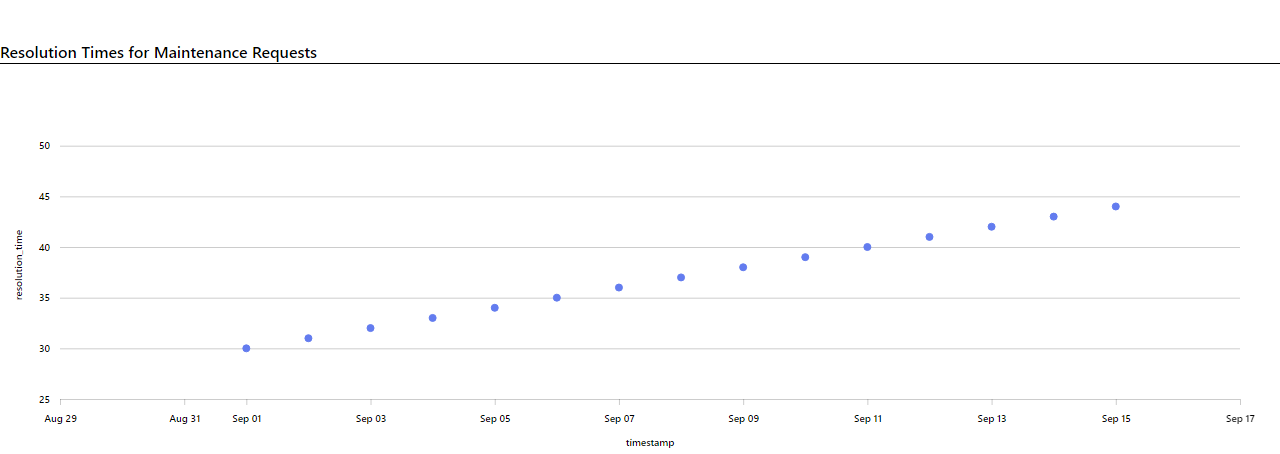 Resolution Times for Maintenance Requests
50
45
40
35
30
25
resolution_time
Aug 29 Aug 31 Sep 01 Sep 03 Sep 05 Sep 07 Sep 09 Sep 11 Sep 13 Sep 15 Sep 17
timestamp